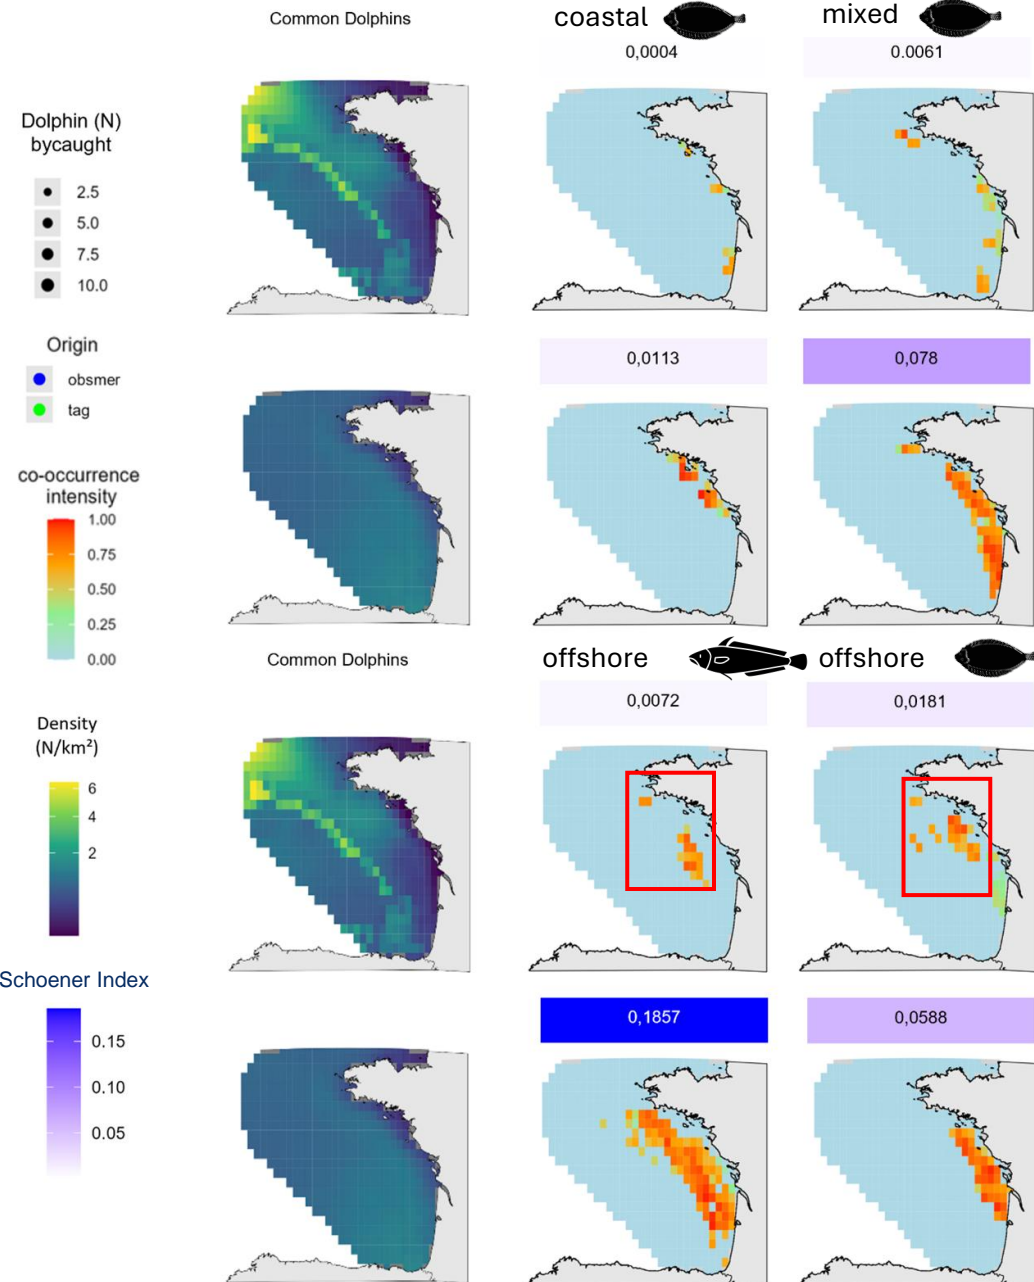 Common Dolphins
coastal
mixed
0,0004
0.0061
Dolphin (N)
bycaught
2.5
5.0
7.5
10.0
Origin
obsmer
tag
0,0113
0,078
co-occurrence
intensity
1.00
0.75
0.50
0.25
0.00
Common Dolphins
offshore
offshore
0,0072
0,0181
Density
(N/km²)
6
4
2
Schoener Index
0.15
0.10
0.05
0,1857
0,0588